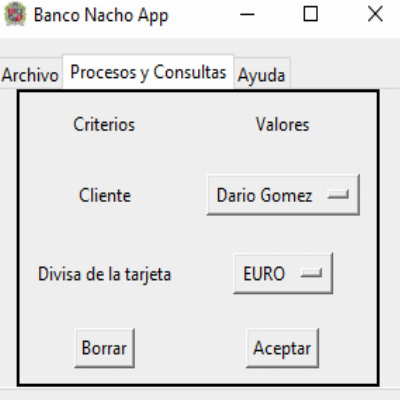 Banco Nacho App
Archivo Procesos y Consultas Ayuda
Criterios Valores
Cliente Dario Gomez
Divisa de la tarjeta EURO
Borrar Aceptar